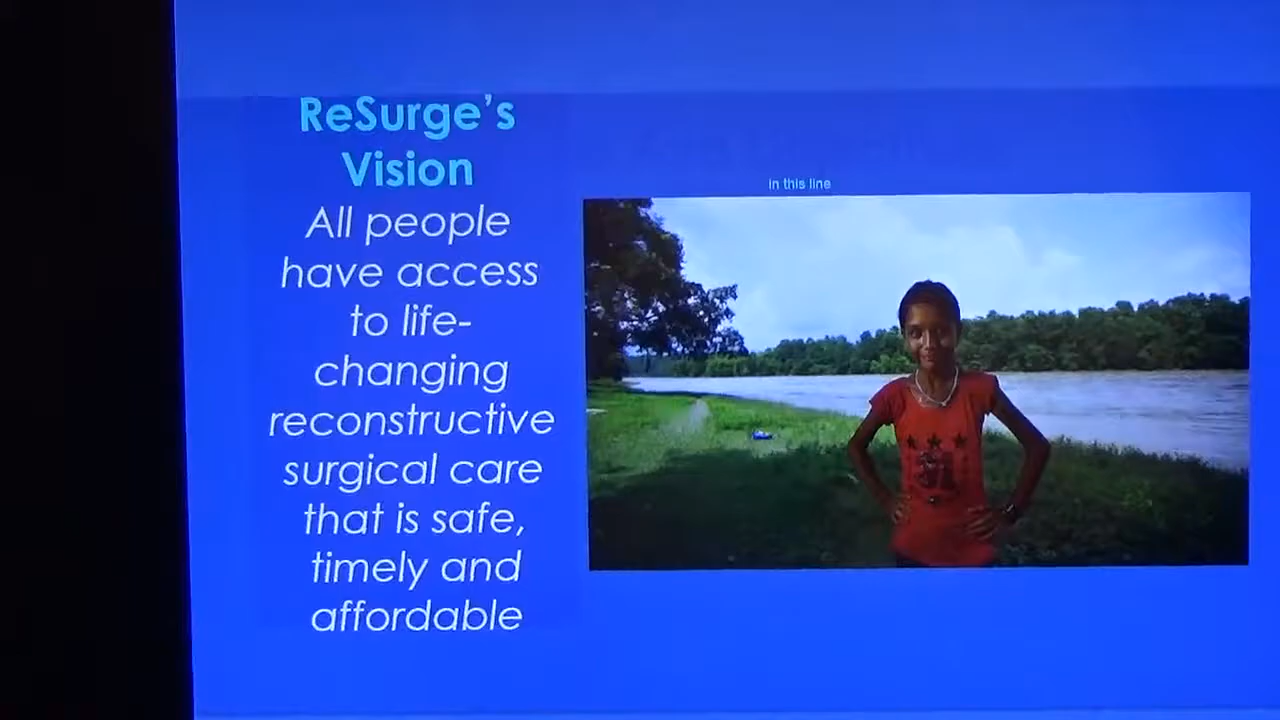 ReSurge's
Vision
All people
have access
to life-
changing
reconstructive
surgical care
that is safe,
timely and
affordable
in this line